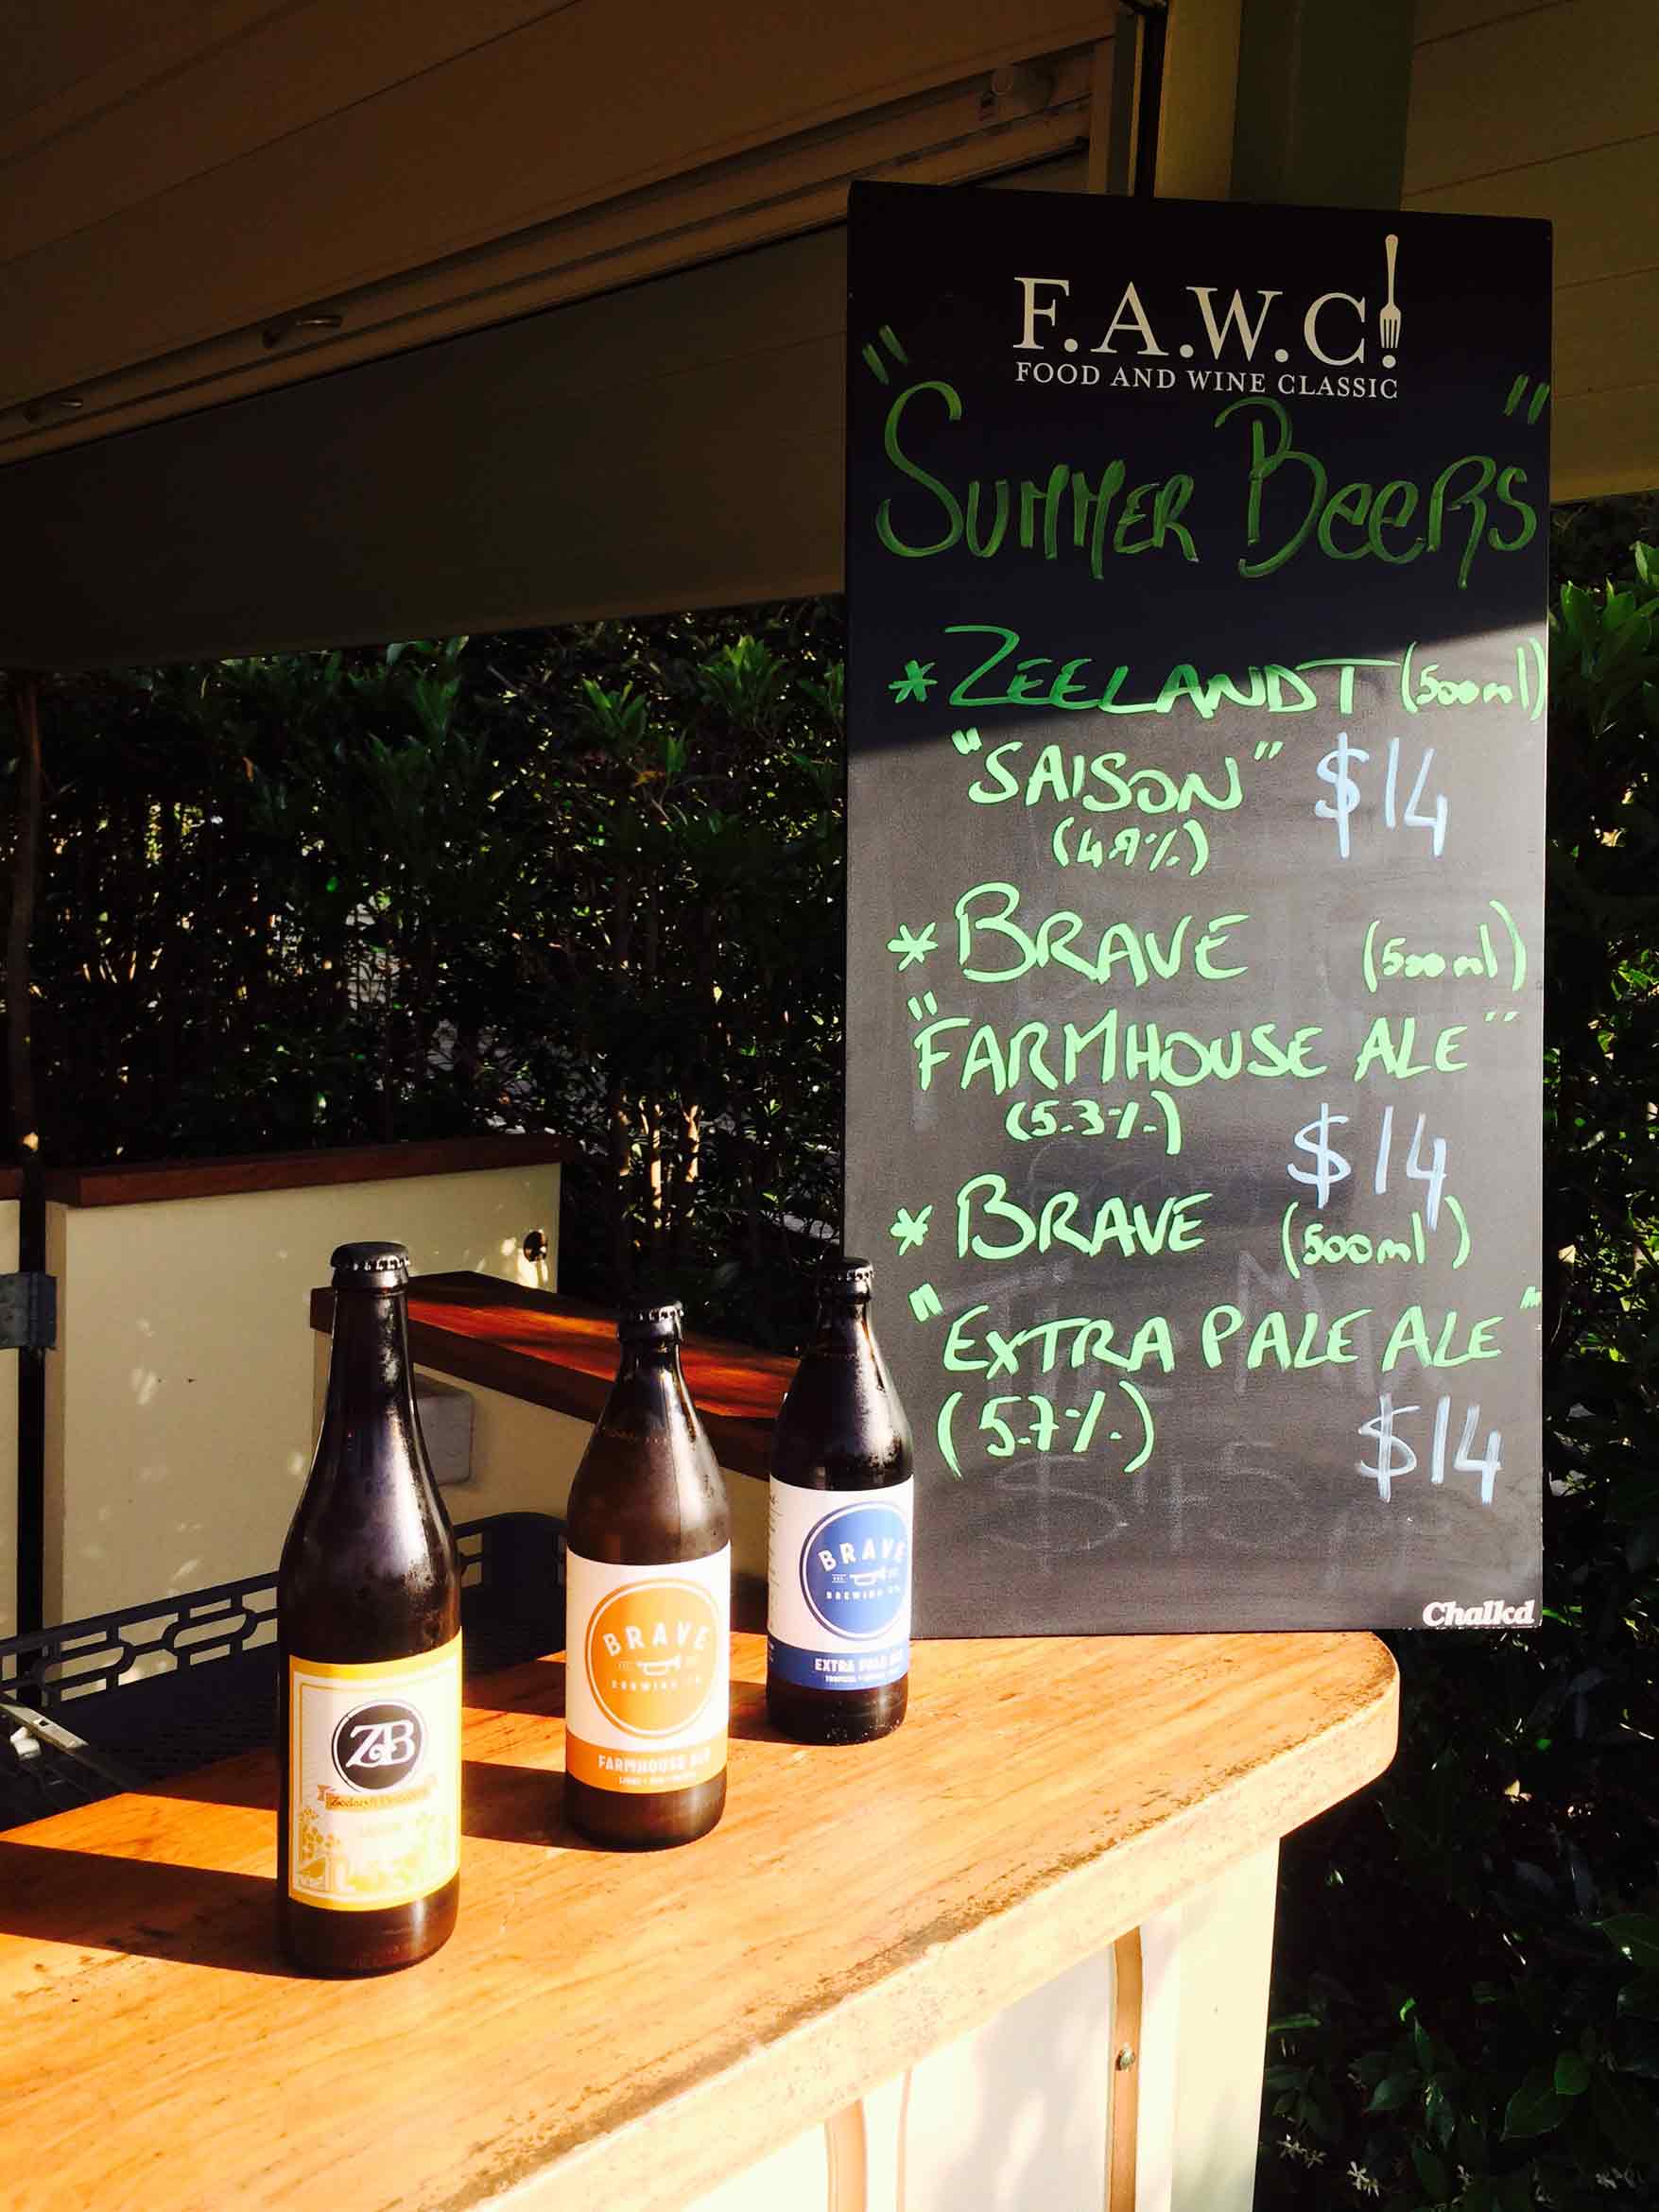 F.A.W.C!
FOOD AND WINE CLASSIC
"SUMMER BEERS"
* ZEELANDT (500ml)
"SAISON" $14
(4.9%)
* BRAVE (500ml)
"FARMHOUSE ALE"
(5.3%)
$14
* BRAVE (500ml)
"EXTRA PALE ALE"
(5.7%) $14
Chalkd
ZB
BRAVE
BREWING CO
FARMHOUSE ALE
BRAVE
BREWING CO
EXTRA PALE ALE